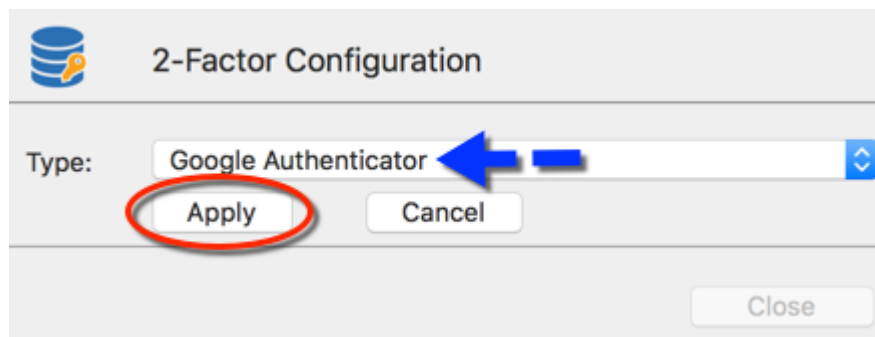 2-Factor Configuration
Type: Google Authenticator
Apply Cancel
Close